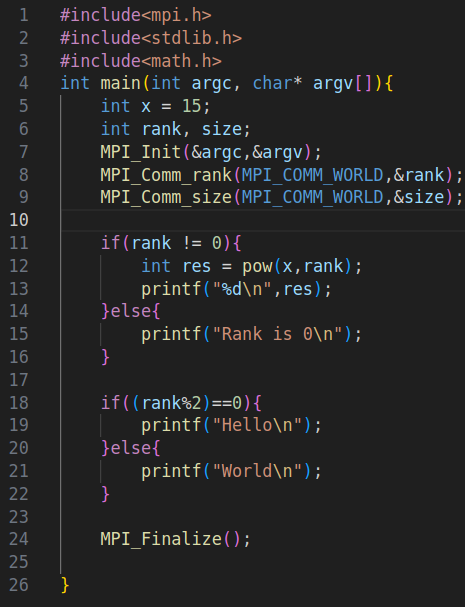 1 #include<mpi.h>
2 #include<stdlib.h>
3 #include<math.h>
4 int main(int argc, char* argv[]){
5     int x = 15;
6     int rank, size;
7     MPI_Init(&argc,&argv);
8     MPI_Comm_rank(MPI_COMM_WORLD,&rank);
9     MPI_Comm_size(MPI_COMM_WORLD,&size);
10
11     if(rank != 0){
12         int res = pow(x,rank);
13         printf("%d\n",res);
14     }else{
15         printf("Rank is 0\n");
16     }
17
18     if((rank%2)==0){
19         printf("Hello\n");
20     }else{
21         printf("World\n");
22     }
23
24     MPI_Finalize();
25
26 }